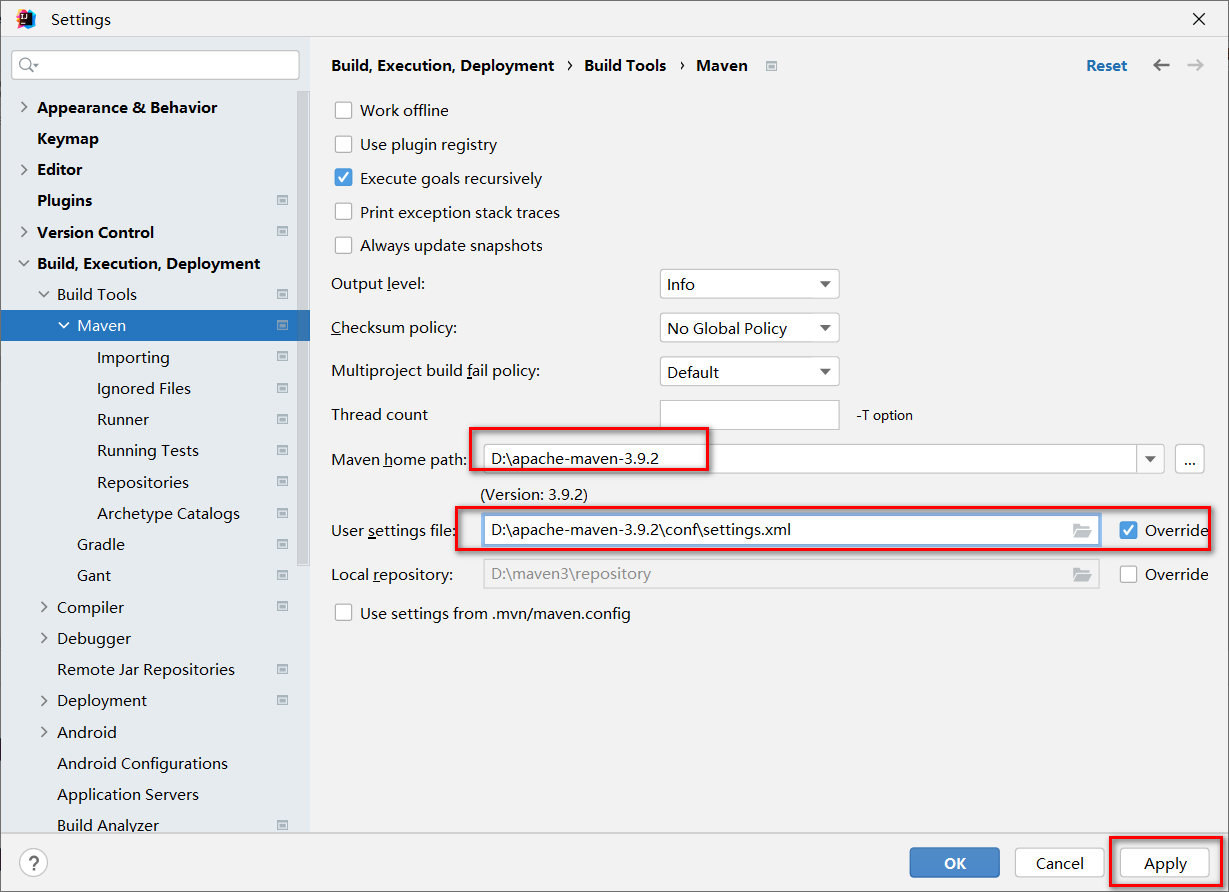 Settings
Build, Execution, Deployment › Build Tools › Maven
Reset
Appearance & Behavior
Keymap
Editor
Plugins
Version Control
Build, Execution, Deployment
Build Tools
Maven
Importing
Ignored Files
Runner
Running Tests
Repositories
Archetype Catalogs
Gradle
Gant
Compiler
Debugger
Remote Jar Repositories
Deployment
Android
Android Configurations
Application Servers
Build Analyzer
Work offline
Use plugin registry
Execute goals recursively
Print exception stack traces
Always update snapshots
Output level: Info
Checksum policy: No Global Policy
Multiproject build fail policy: Default
Thread count -T option
Maven home path: D:\apache-maven-3.9.2 ...
(Version: 3.9.2)
User settings file: D:\apache-maven-3.9.2\conf\settings.xml Override
Local repository: D:\maven3\repository Override
Use settings from .mvn/maven.config
? OK Cancel Apply